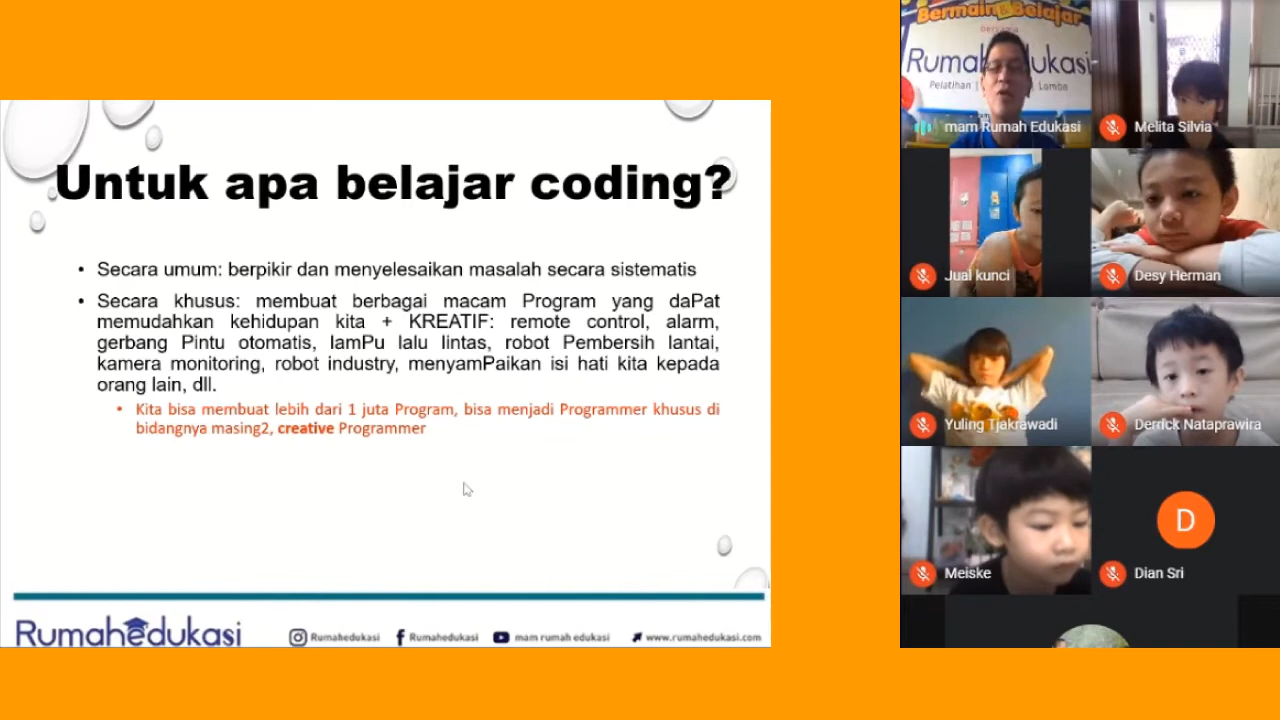 Untuk apa belajar coding?
• Secara umum: berpikir dan menyelesaikan masalah secara sistematis
• Secara khusus: membuat berbagai macam Program yang daPat
memudahkan kehidupan kita + KREATIF: remote control, alarm,
gerbang Pintu otomatis, lamPu lalu lintas, robot Pembersih lantai,
kamera monitoring, robot industry, menyamPaikan isi hati kita kepada
orang lain, dll.
• Kita bisa membuat lebih dari 1 juta Program, bisa menjadi Programmer khusus di
bidangnya masing2, creative Programmer
Rumahedukasi
Rumahedukasi
Rumahedukasi
mam rumah edukasi
www.rumahedukasi.com
Bermain & Belajar
bersama
Rumah edukasi
Pelatihan | Lomba
mam Rumah Edukasi
Melita Silvia
Jual kunci
Desy Herman
Yuling Tjakrawadi
Derrick Nataprawira
Meiske
D
Dian Sri